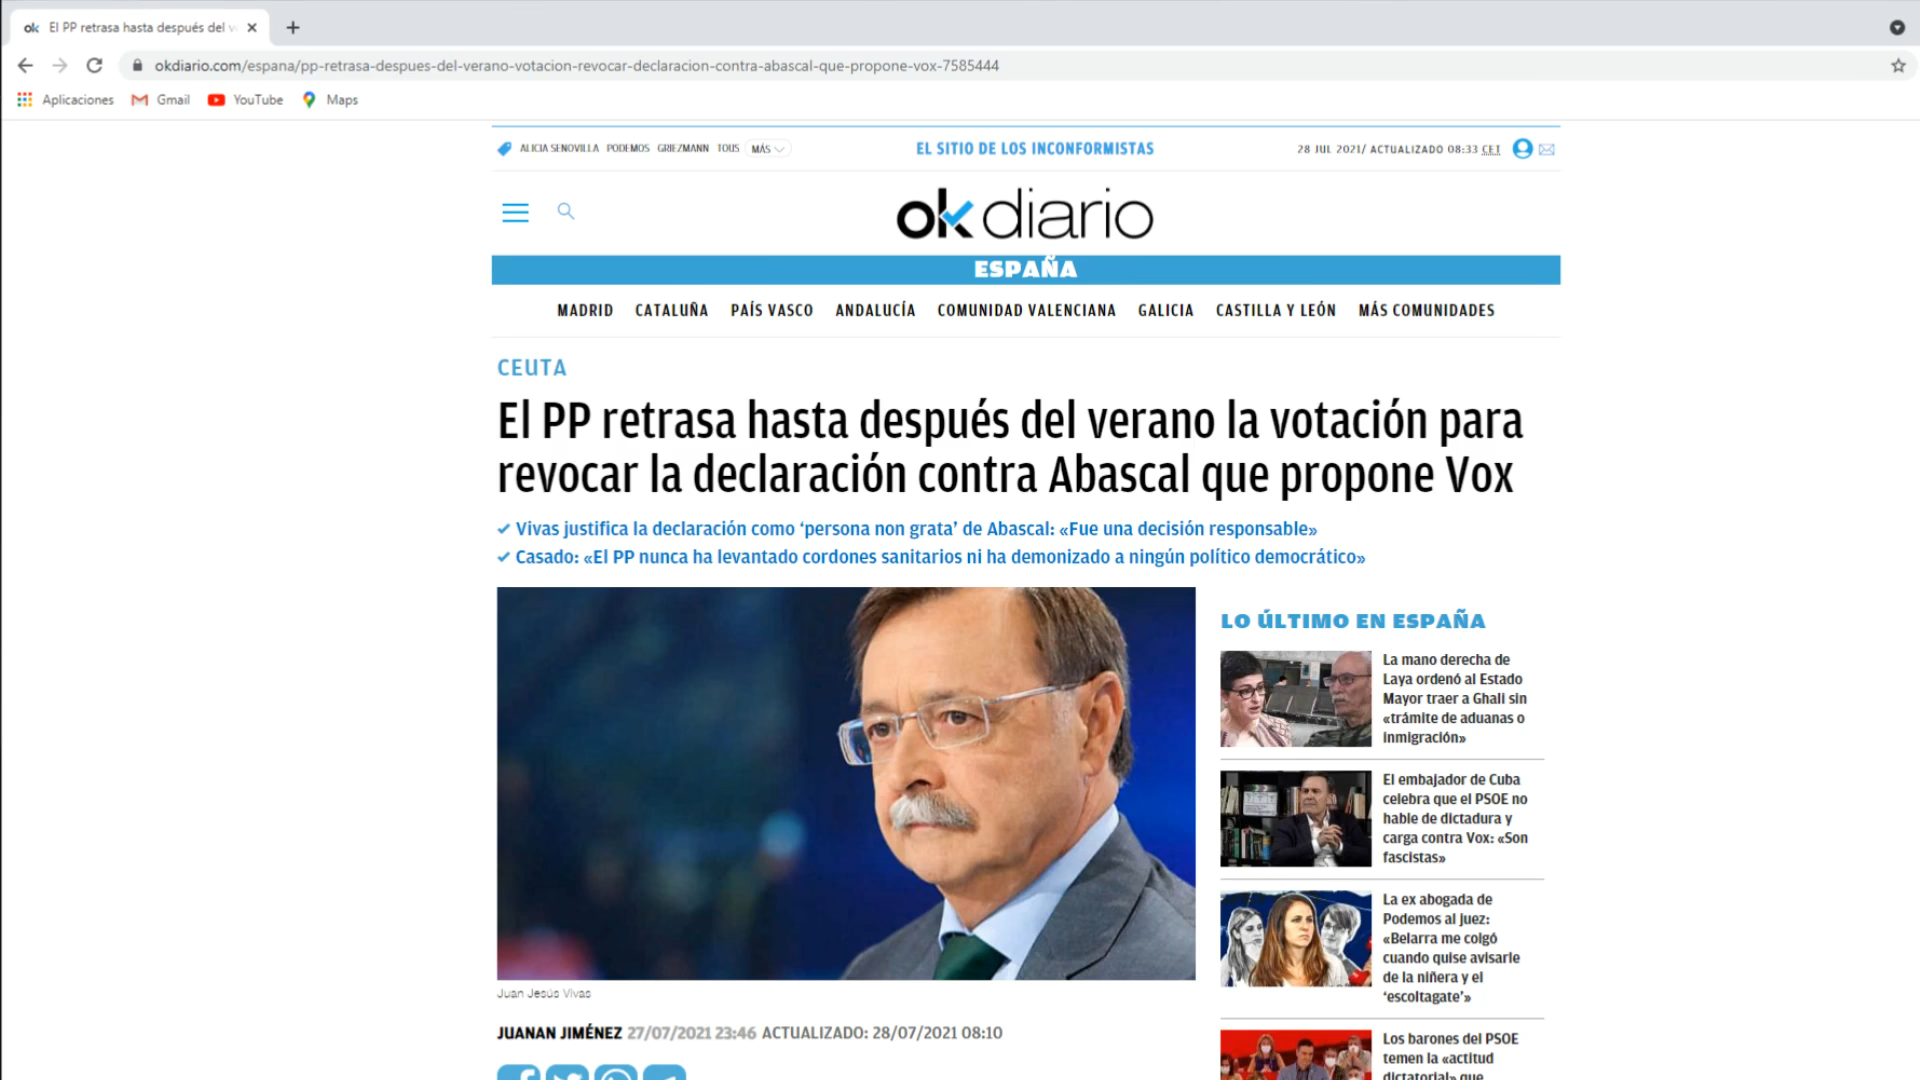 ok El PP retrasa hasta después del v
okdiario.com/espana/pp-retrasa-despues-del-verano-votacion-revocar-declaracion-contra-abascal-que-propone-vox-7585444
Aplicaciones Gmail YouTube Maps
ALICIA SENOVILLA PODEMOS GRIEZMANN TOUS MÁS
EL SITIO DE LOS INCONFORMISTAS
28 JUL 2021/ ACTUALIZADO 08:33 CET
ok diario
ESPAÑA
MADRID CATALUÑA PAÍS VASCO ANDALUCÍA COMUNIDAD VALENCIANA GALICIA CASTILLA Y LEÓN MÁS COMUNIDADES
CEUTA
El PP retrasa hasta después del verano la votación para
revocar la declaración contra Abascal que propone Vox
Vivas justifica la declaración como ‘persona non grata’ de Abascal: «Fue una decisión responsable»
Casado: «El PP nunca ha levantado cordones sanitarios ni ha demonizado a ningún político democrático»
Juan Jesús Vivas
JUANAN JIMÉNEZ 27/07/2021 23:46 ACTUALIZADO: 28/07/2021 08:10
LO ÚLTIMO EN ESPAÑA
La mano derecha de
Laya ordenó al Estado
Mayor traer a Ghali sin
«trámite de aduanas o
inmigración»
El embajador de Cuba
celebra que el PSOE no
hable de dictadura y
carga contra Vox: «Son
fascistas»
La ex abogada de
Podemos al juez:
«Belarra me colgó
cuando quise avisarle
de la niñera y el
‘escoltagate’»
Los barones del PSOE
temen la «actitud
dictatorial» que